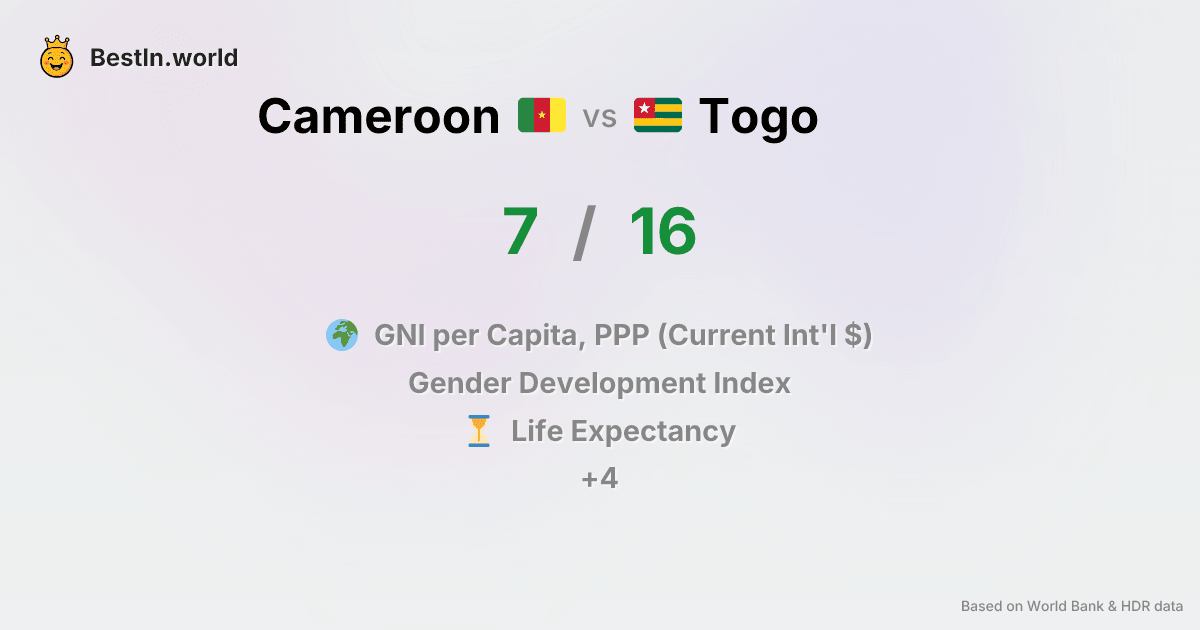 BestIn.world
Cameroon vs Togo
7 / 16
GNI per Capita, PPP (Current Int'l $)
Gender Development Index
Life Expectancy
+4
Based on World Bank & HDR data